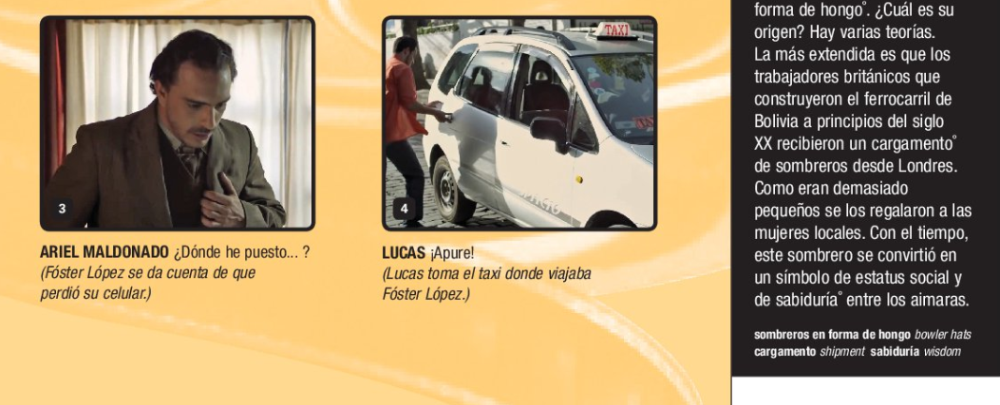 TAXI
TAXI
3
4
ARIEL MALDONADO ¿Dónde he puesto... ?
(Fóster López se da cuenta de que
perdió su celular.)
LUCAS ¡Apure!
(Lucas toma el taxi donde viajaba
Fóster López.)
forma de hongo°. ¿Cuál es su
origen? Hay varias teorías.
La más extendida es que los
trabajadores británicos que
construyeron el ferrocarril de
Bolivia a principios del siglo
XX recibieron un cargamento°
de sombreros desde Londres.
Como eran demasiado
pequeños se los regalaron a las
mujeres locales. Con el tiempo,
este sombrero se convirtió en
un símbolo de estatus social y
de sabiduría° entre los aimaras.
sombreros en forma de hongo bowler hats
cargamento shipment sabiduría wisdom